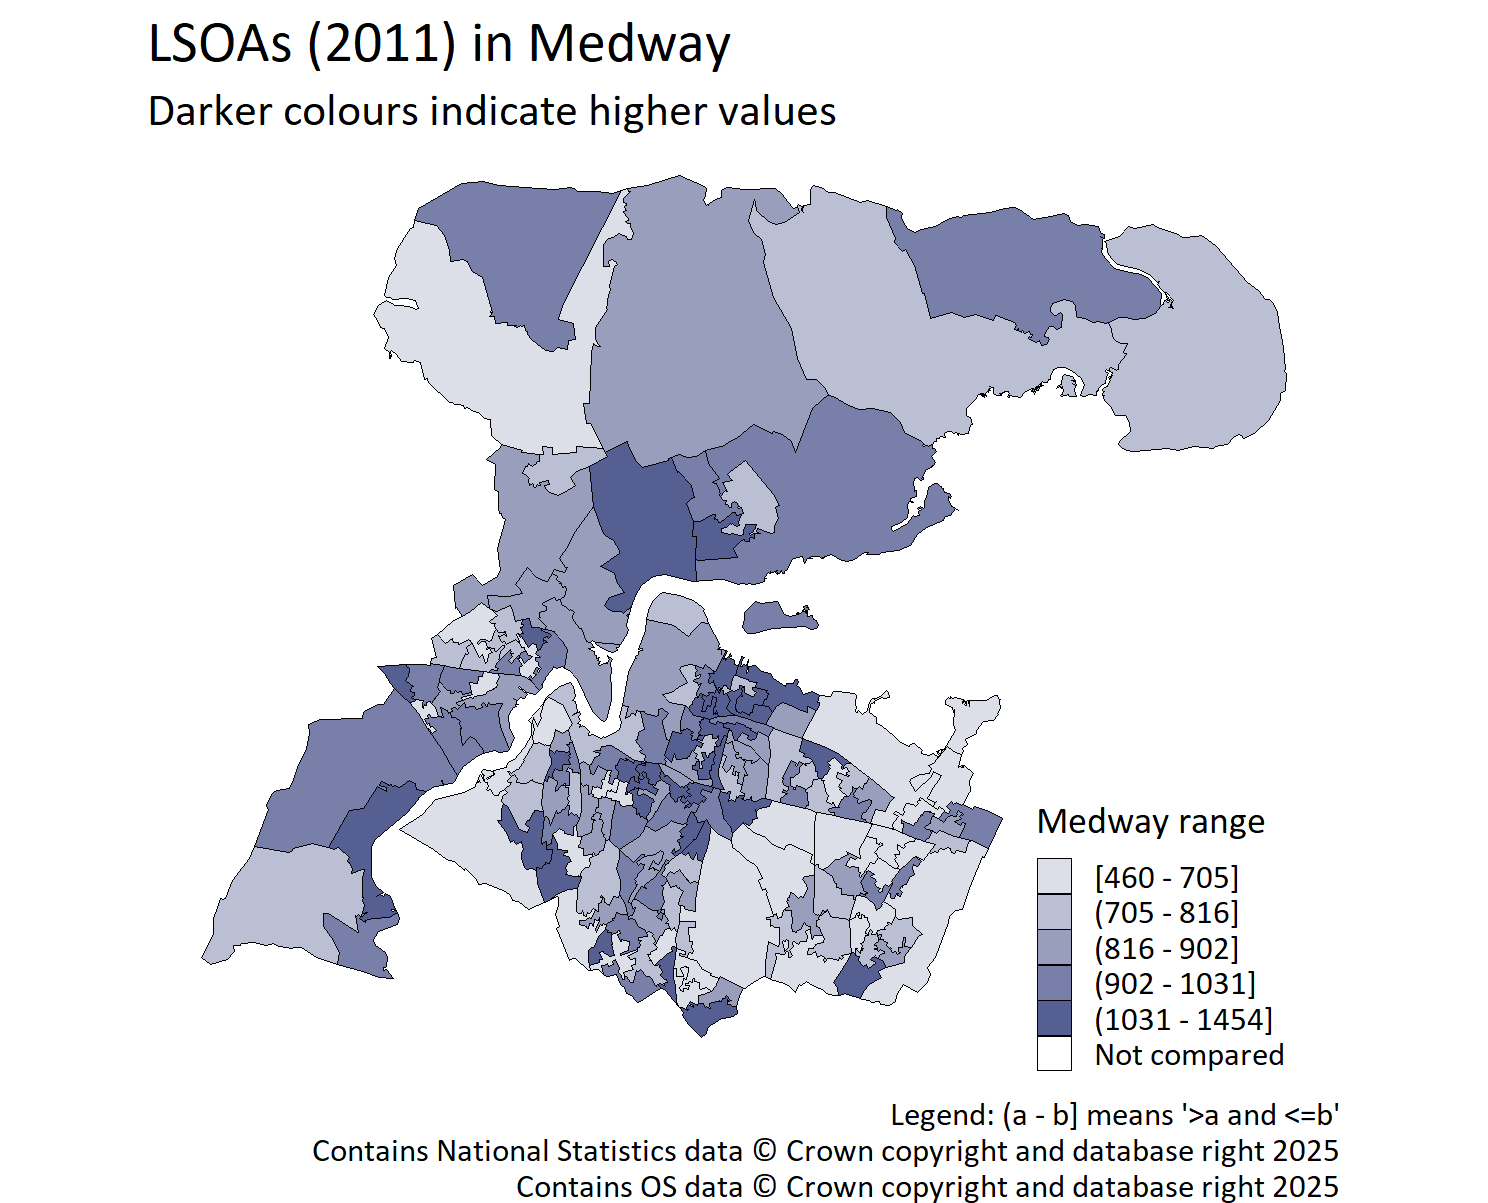 LSOAs (2011) in Medway
Darker colours indicate higher values
Medway range
[460 - 705]
(705 - 816]
(816 - 902]
(902 - 1031]
(1031 - 1454]
Not compared
Legend: (a - b] means '>a and <=b'
Contains National Statistics data © Crown copyright and database right 2025
Contains OS data © Crown copyright and database right 2025